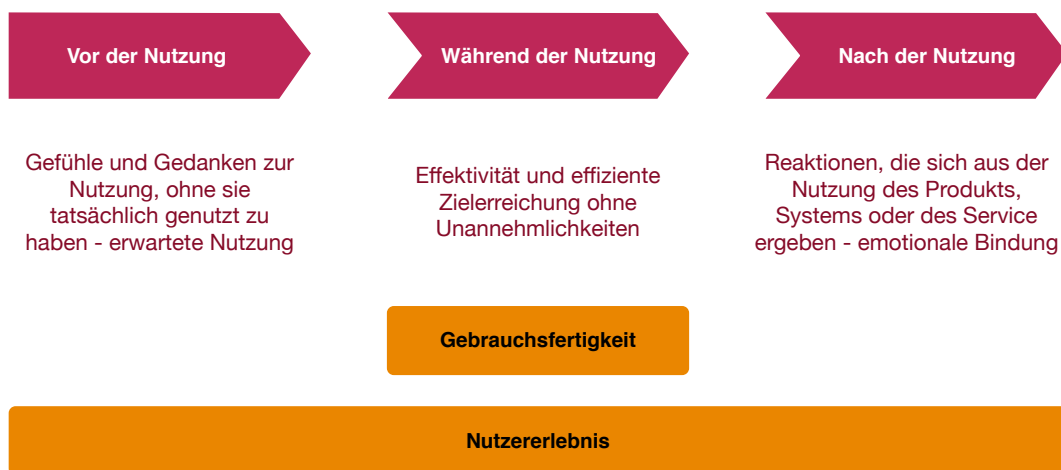 Vor der Nutzung
Während der Nutzung
Nach der Nutzung
Gefühle und Gedanken zur
Nutzung, ohne sie
tatsächlich genutzt zu
haben - erwartete Nutzung
Effektivität und effiziente
Zielerreichung ohne
Unannehmlichkeiten
Reaktionen, die sich aus der
Nutzung des Produkts,
Systems oder des Service
ergeben - emotionale Bindung
Gebrauchsfertigkeit
Nutzererlebnis